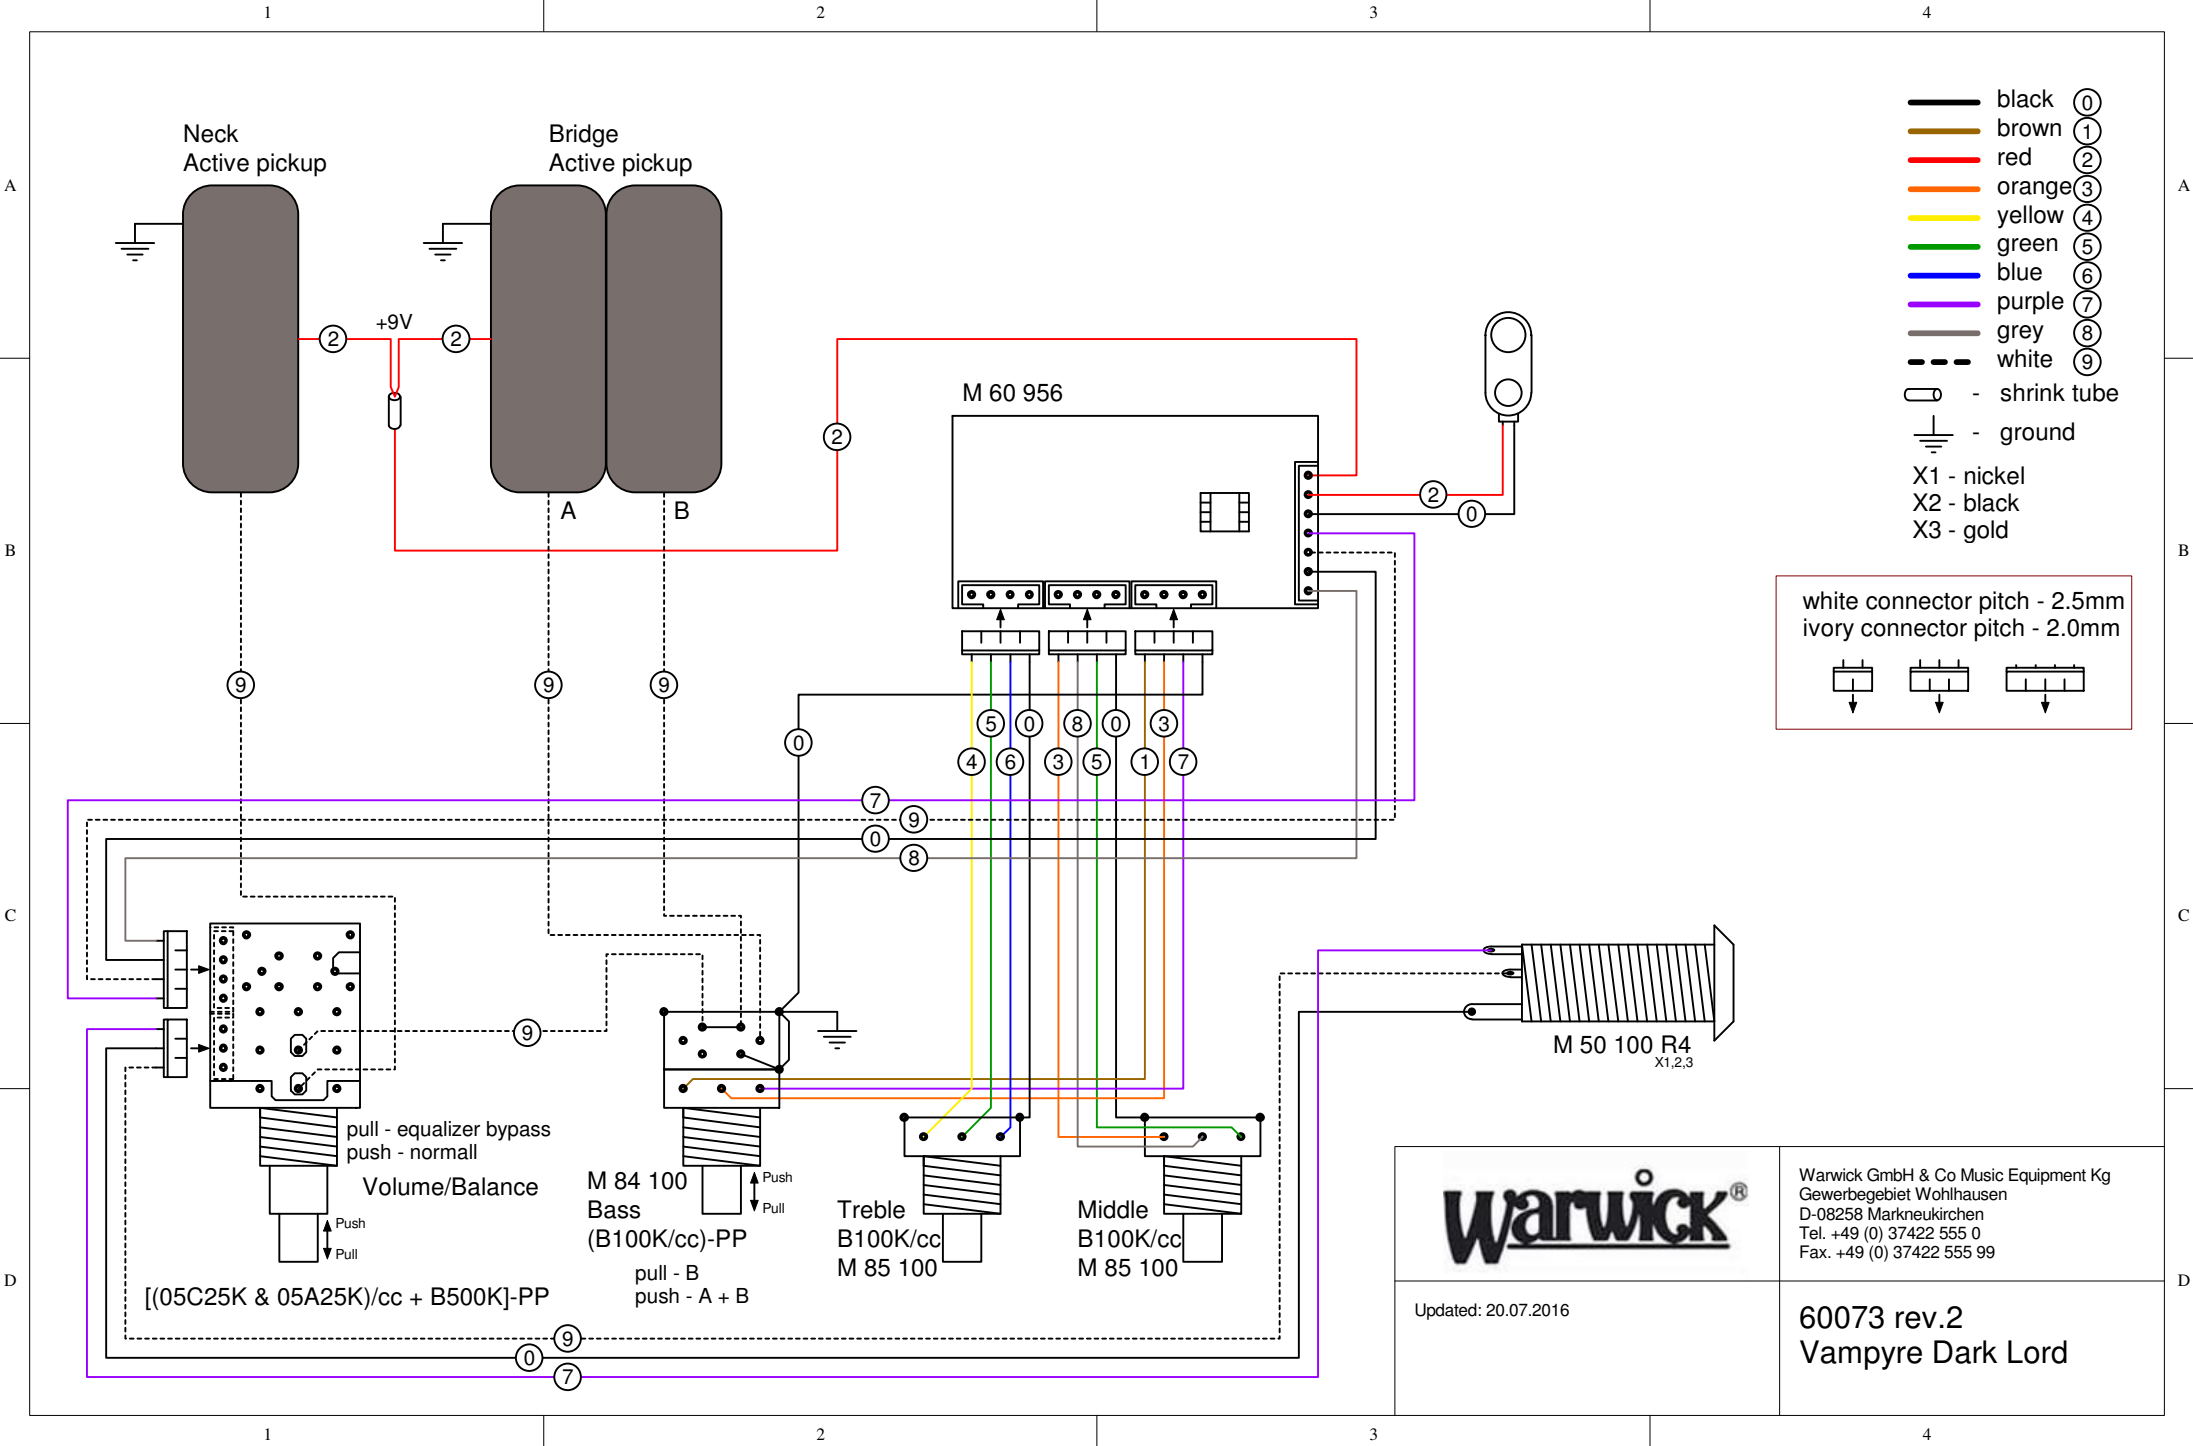 1 2 3 4
A A
B B
C C
D D
Neck
Active pickup
Bridge
Active pickup
black 0
brown 1
red 2
orange 3
yellow 4
green 5
blue 6
purple 7
grey 8
white 9
- shrink tube
- ground
X1 - nickel
X2 - black
X3 - gold
white connector pitch - 2.5mm
ivory connector pitch - 2.0mm
2 +9V 2
M 60 956
2
2
0
A B
9 9 9
5 0 8 0 3
0
4 6 3 5 1 7
7
9
0
8
9
M 50 100 R4
X1,2,3
pull - equalizer bypass
push - normall
Volume/Balance
Push
Pull
[(05C25K & 05A25K)/cc + B500K]-PP
M 84 100
Bass
(B100K/cc)-PP
Push
Pull
pull - B
push - A + B
Treble
B100K/cc
M 85 100
Middle
B100K/cc
M 85 100
9
0
7
Warwick®
Warwick GmbH & Co Music Equipment Kg
Gewerbegebiet Wohlhausen
D-08258 Markneukirchen
Tel. +49 (0) 37422 555 0
Fax. +49 (0) 37422 555 99
Updated: 20.07.2016
60073 rev.2
Vampyre Dark Lord
1 2 3 4